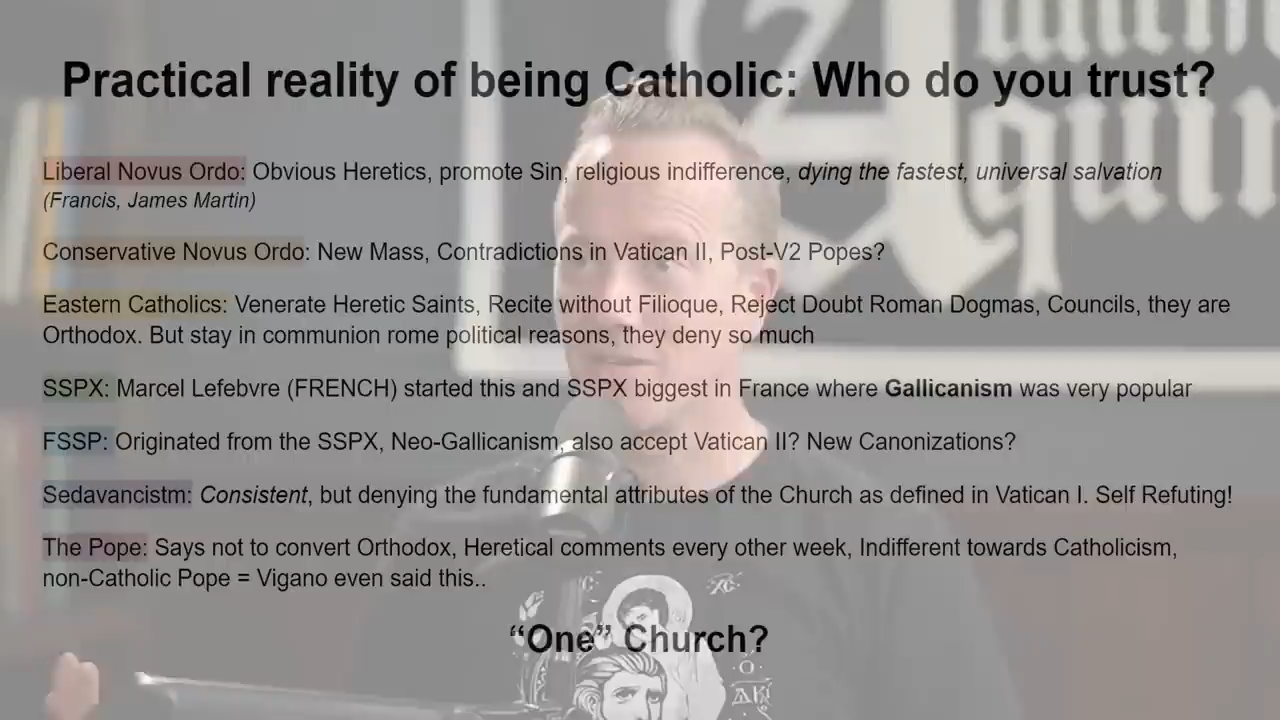 Practical reality of being Catholic: Who do you trust?
Liberal Novus Ordo: Obvious Heretics, promote Sin, religious indifference, dying the fastest, universal salvation
(Francis, James Martin)
Conservative Novus Ordo: New Mass, Contradictions in Vatican II, Post-V2 Popes?
Eastern Catholics: Venerate Heretic Saints, Recite without Filioque, Reject Doubt Roman Dogmas, Councils, they are
Orthodox. But stay in communion rome political reasons, they deny so much
SSPX: Marcel Lefebvre (FRENCH) started this and SSPX biggest in France where Gallicanism was very popular
FSSP: Originated from the SSPX, Neo-Gallicanism, also accept Vatican II? New Canonizations?
Sedavancistm: Consistent, but denying the fundamental attributes of the Church as defined in Vatican I. Self Refuting!
The Pope: Says not to convert Orthodox, Heretical comments every other week, Indifferent towards Catholicism,
non-Catholic Pope = Vigano even said this..
“One” Church?